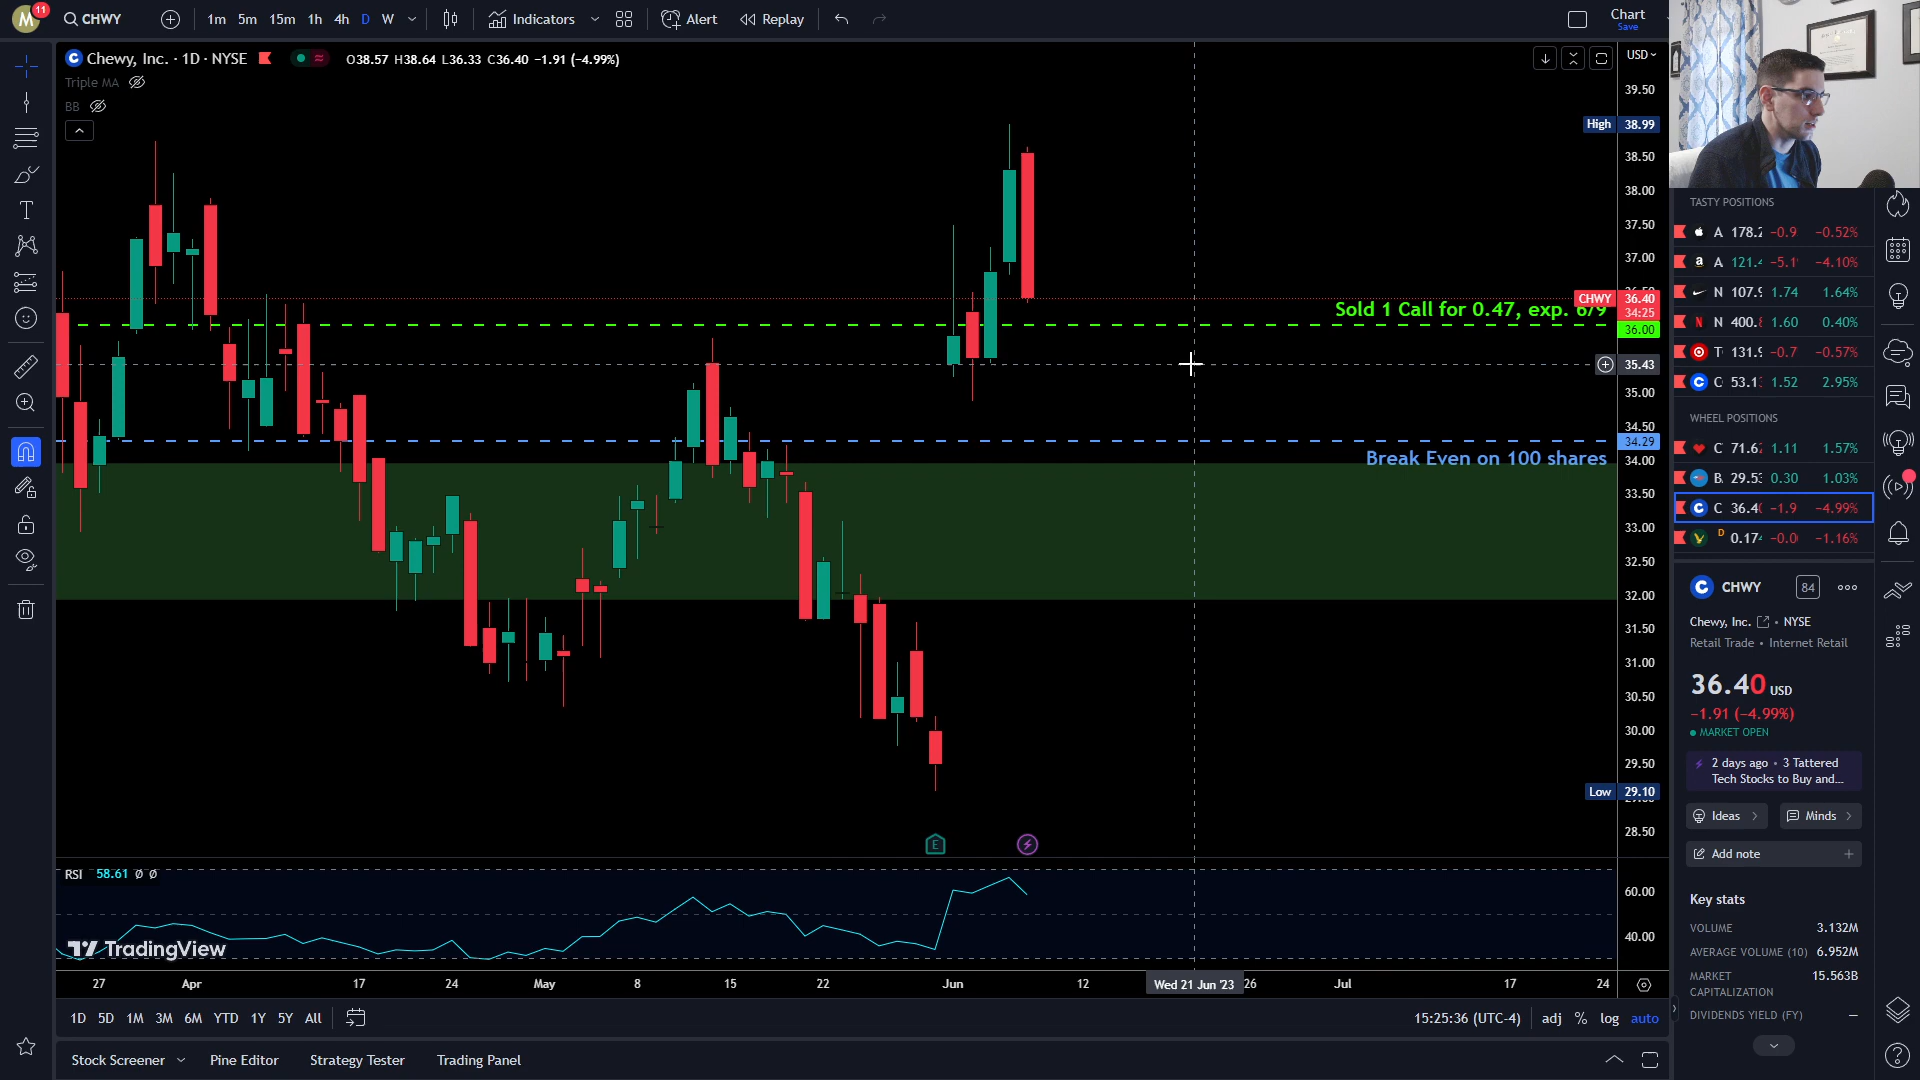 M 11 CHWY 1m 5m 15m 1h 4h D W Indicators Alert Replay Chart
Save
Chewy, Inc. · 1D · NYSE O38.57 H38.64 L36.33 C36.40 −1.91 (−4.99%)
Triple MA
BB
USD
39.50
High 38.99
38.50
38.00
37.50
37.00
CHWY 36.40
34:25
Sold 1 Call for 0.47, exp. 6/9
36.00
35.43
35.00
34.50
34.29
Break Even on 100 shares
34.00
33.50
33.00
32.50
32.00
31.50
31.00
30.50
30.00
29.50
Low 29.10
28.50
E
RSI 58.61 Ø Ø
60.00
40.00
TradingView
27 Apr 17 24 May 8 15 22 Jun 12 Wed 21 Jun '23 26 Jul 17 24
1D 5D 1M 3M 6M YTD 1Y 5Y All 15:25:36 (UTC-4) adj % log auto
Stock Screener Pine Editor Strategy Tester Trading Panel
TASTY POSITIONS
A 178.2 −0.9 −0.52%
A 121.4 −5.1 −4.10%
N 107.9 1.74 1.64%
N 400.8 1.60 0.40%
T 131.9 −0.7 −0.57%
C 53.13 1.52 2.95%
WHEEL POSITIONS
C 71.62 1.11 1.57%
B. 29.53 0.30 1.03%
C 36.40 −1.9 −4.99%
D 0.174 −0.0 −1.16%
CHWY 84
Chewy, Inc. • NYSE
Retail Trade • Internet Retail
36.40 USD
−1.91 (−4.99%)
MARKET OPEN
2 days ago • 3 Tattered
Tech Stocks to Buy and...
Ideas Minds
Add note
Key stats
VOLUME 3.132M
AVERAGE VOLUME (10) 6.952M
MARKET 15.563B
CAPITALIZATION
DIVIDENDS YIELD (FY) —